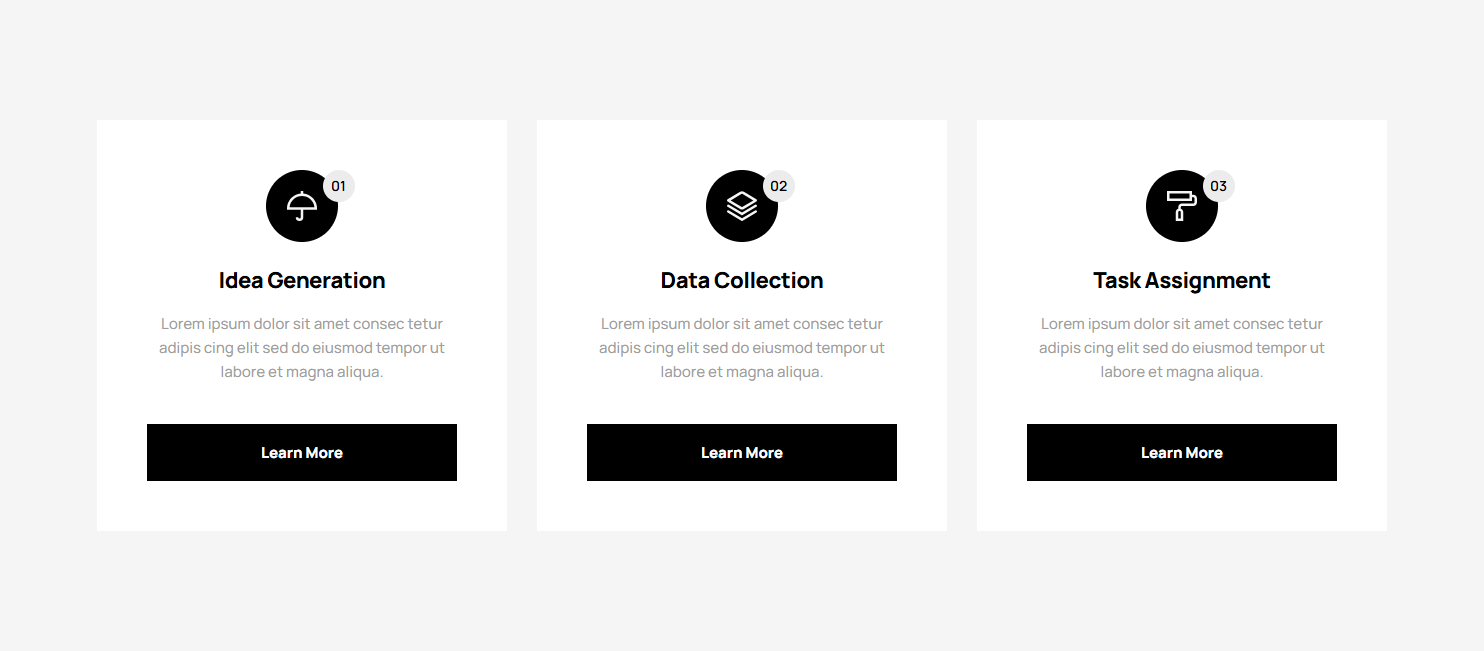 01
Idea Generation
Lorem ipsum dolor sit amet consec tetur
adipis cing elit sed do eiusmod tempor ut
labore et magna aliqua.
Learn More
02
Data Collection
Lorem ipsum dolor sit amet consec tetur
adipis cing elit sed do eiusmod tempor ut
labore et magna aliqua.
Learn More
03
Task Assignment
Lorem ipsum dolor sit amet consec tetur
adipis cing elit sed do eiusmod tempor ut
labore et magna aliqua.
Learn More